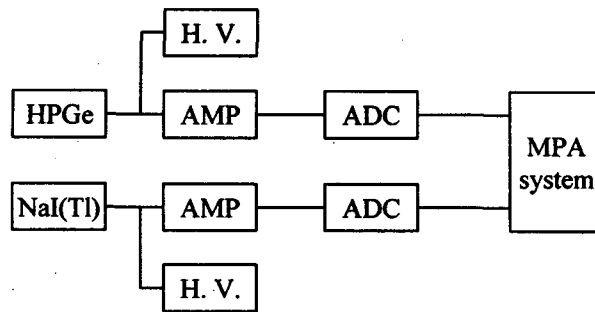 H. V.
HPGe
AMP
ADC
MPA
system
NaI(Tl)
AMP
ADC
H. V.